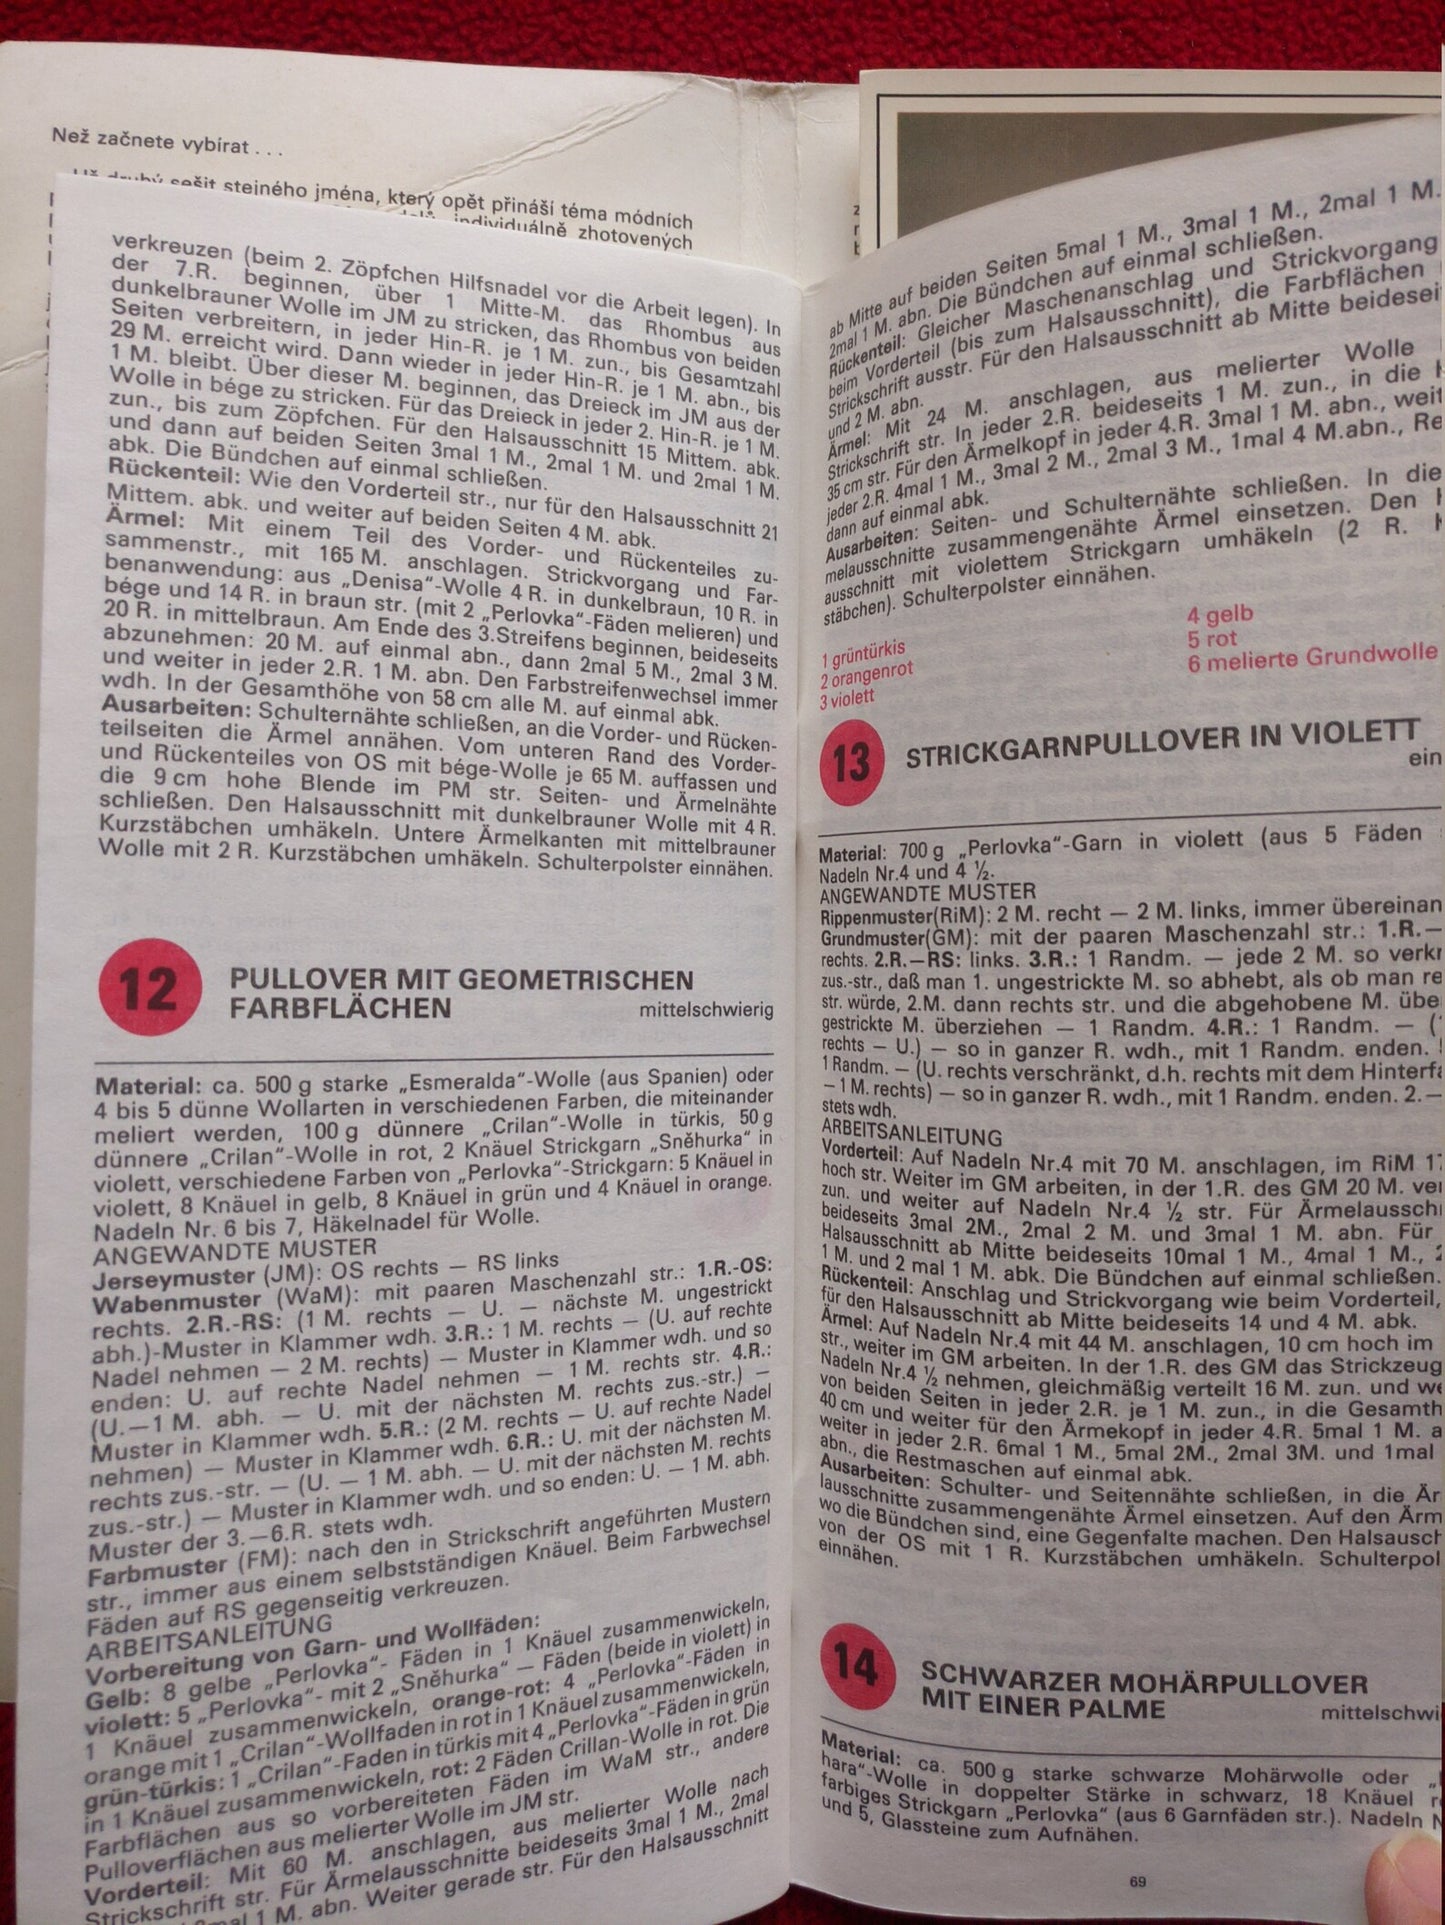 Než začnete vybírat . . .
Už druhý sešit stejného jména, který opět přináší téma módních
individuálně zhotovených
verkreuzen (beim 2. Zöpfchen Hilfsnadel vor die Arbeit legen). In
der 7.R. beginnen, über 1 Mitte-M. das Rhombus aus
dunkelbrauner Wolle im JM zu stricken, das Rhombus von beiden
Seiten verbreitern, in jeder Hin-R. je 1 M. zun., bis Gesamtzahl
29 M. erreicht wird. Dann wieder in jeder Hin-R. je 1 M. abn., bis
1 M. bleibt. Über dieser M. beginnen, das Dreieck im JM aus der
Wolle in bége zu stricken. Für das Dreieck in jeder 2. Hin-R. je 1 M.
zun., bis zum Zöpfchen. Für den Halsausschnitt 15 Mittem. abk.
und dann auf beiden Seiten 3mal 1 M., 2mal 1 M. und 2mal 1 M.
abk. Die Bündchen auf einmal schließen.
Rückenteil: Wie den Vorderteil str., nur für den Halsausschnitt 21
Mittem. abk. und weiter auf beiden Seiten 4 M. abk.
Ärmel: Mit einem Teil des Vorder- und Rückenteiles zu-
sammenstr., mit 165 M. anschlagen. Strickvorgang und Far-
benanwendung: aus „Denisa“-Wolle 4 R. in dunkelbraun, 10 R. in
bége und 14 R. in braun str. (mit 2 „Perlovka“-Fäden melieren) und
20 R. in mittelbraun. Am Ende des 3.Streifens beginnen, beideseits
abzunehmen: 20 M. auf einmal abn., dann 2mal 5 M., 2mal 3 M.
und weiter in jeder 2.R. 1 M. abn. Den Farbstreifenwechsel immer
wdh. In der Gesamthöhe von 58 cm alle M. auf einmal abk.
Ausarbeiten: Schulternähte schließen, an die Vorder- und Rücken-
teilseiten die Ärmel annähen. Vom unteren Rand des Vorder-
und Rückenteiles von OS mit bége-Wolle je 65 M. auffassen und
die 9 cm hohe Blende im PM str. Seiten- und Ärmelnähte
schließen. Den Halsausschnitt mit dunkelbrauner Wolle mit 4 R.
Kurzstäbchen umhäkeln. Untere Ärmelkanten mit mittelbrauner
Wolle mit 2 R. Kurzstäbchen umhäkeln. Schulterpolster einnähen.
12 PULLOVER MIT GEOMETRISCHEN
FARBFLÄCHEN mittelschwierig
Material: ca. 500 g starke „Esmeralda“-Wolle (aus Spanien) oder
4 bis 5 dünne Wollarten in verschiedenen Farben, die miteinander
meliert werden, 100 g dünnere „Crilan“-Wolle in türkis, 50 g
dünnere „Crilan“-Wolle in rot, 2 Knäuel Strickgarn „Sněhurka“ in
violett, verschiedene Farben von „Perlovka“-Strickgarn: 5 Knäuel in
violett, 8 Knäuel in gelb, 8 Knäuel in grün und 4 Knäuel in orange.
Nadeln Nr. 6 bis 7, Häkelnadel für Wolle.
ANGEWANDTE MUSTER
Jerseymuster (JM): OS rechts — RS links
Wabenmuster (WaM): mit paaren Maschenzahl str.: 1.R.-OS:
rechts. 2.R.-RS: (1 M. rechts — U. — nächste M. ungestrickt
abh.)-Muster in Klammer wdh. 3.R.: 1 M. rechts — (U. auf rechte
Nadel nehmen — 2 M. rechts) — Muster in Klammer wdh. und so
enden: U. auf rechte Nadel nehmen — 1 M. rechts str. 4.R.:
(U.—1 M. abh. — U. mit der nächsten M. rechts zus.-str.) —
Muster in Klammer wdh. 5.R.: (2 M. rechts — U. auf rechte Nadel
nehmen) — Muster in Klammer wdh. 6.R.: U. mit der nächsten M.
rechts zus.-str. — (U. — 1 M. abh. — U. mit der nächsten M. rechts
zus.-str.) — Muster in Klammer wdh. und so enden: U. — 1 M. abh.
Muster der 3.—6.R. stets wdh.
Farbmuster (FM): nach den in Strickschrift angeführten Mustern
str., immer aus einem selbstständigen Knäuel. Beim Farbwechsel
Fäden auf RS gegenseitig verkreuzen.
ARBEITSANLEITUNG
Vorbereitung von Garn- und Wollfäden:
Gelb: 8 gelbe „Perlovka“- Fäden in 1 Knäuel zusammenwickeln,
violett: 5 „Perlovka“- mit 2 „Sněhurka“ — Fäden (beide in violett) in
1 Knäuel zusammenwickeln, orange-rot: 4 „Perlovka“-Fäden in
orange mit 1 „Crilan“-Wollfaden in rot in 1 Knäuel zusammenwickeln,
grün-türkis: 1 „Crilan“-Faden in türkis mit 4 „Perlovka“-Fäden in grün
in 1 Knäuel zusammenwickeln, rot: 2 Fäden Crillan-Wolle in rot. Die
Farbflächen aus so vorbereiteten Fäden im WaM str., andere
Pulloverflächen aus melierter Wolle im JM str.
Vorderteil: Mit 60 M. anschlagen, aus melierter Wolle nach
Strickschrift str. Für Ärmelausschnitte beideseits 3mal 1 M., 2mal
1 M. abn. Weiter gerade str. Für den Halsausschnitt
ab Mitte auf beiden Seiten 5mal 1 M., 3mal 1 M., 2mal 1 M.
2mal 1 M. abn. Die Bündchen auf einmal schließen.
Rückenteil: Gleicher Maschenanschlag und Strickvorgang
beim Vorderteil (bis zum Halsausschnitt), die Farbflächen
Strickschrift ausstr. Für den Halsausschnitt ab Mitte beidesei
und 2 M. abn.
Ärmel: Mit 24 M. anschlagen, aus melierter Wolle
Strickschrift str. In jeder 2.R. beideseits 1 M. zun., in die
35 cm str. Für den Ärmelkopf in jeder 4.R. 3mal 1 M. abn., weit
jeder 2.R. 4mal 1 M., 3mal 2 M., 2mal 3 M., 1mal 4 M.abn., Re
dann auf einmal abk.
Ausarbeiten: Seiten- und Schulternähte schließen. In die
melausschnitte zusammengenähte Ärmel einsetzen. Den
ausschnitt mit violettem Strickgarn umhäkeln (2 R. K
stäbchen). Schulterpolster einnähen.
1 grüntürkis
2 orangenrot
3 violett
4 gelb
5 rot
6 melierte Grundwolle
13 STRICKGARNPULLOVER IN VIOLETT
ein
Material: 700 g „Perlovka“-Garn in violett (aus 5 Fäden
Nadeln Nr.4 und 4 ½.
ANGEWANDTE MUSTER
Rippenmuster(RiM): 2 M. recht — 2 M. links, immer übereinan
Grundmuster(GM): mit der paaren Maschenzahl str.: 1.R.—
rechts. 2.R.—RS: links. 3.R.: 1 Randm. — jede 2 M. so verkr
zus.-str., daß man 1. ungestrickte M. so abhebt, als ob man re
str. würde, 2.M. dann rechts str. und die abgehobene M. übe
gestrickte M. überziehen — 1 Randm. 4.R.: 1 Randm. — (
rechts — U.) — so in ganzer R. wdh., mit 1 Randm. enden.
1 Randm. — (U. rechts verschränkt, d.h. rechts mit dem Hinterfa
— 1 M. rechts) — so in ganzer R. wdh., mit 1 Randm. enden. 2.—
stets wdh.
ARBEITSANLEITUNG
Vorderteil: Auf Nadeln Nr.4 mit 70 M. anschlagen, im RiM 17
hoch str. Weiter im GM arbeiten, in der 1.R. des GM 20 M. ver
zun. und weiter auf Nadeln Nr.4 ½ str. Für Ärmelausschi
beideseits 3mal 2M., 2mal 2 M. und 3mal 1 M. abn. Für
Halsausschnitt ab Mitte beideseits 10mal 1 M., 4mal 1 M., 2
1 M. und 2 mal 1 M. abk. Die Bündchen auf einmal schließen.
Rückenteil: Anschlag und Strickvorgang wie beim Vorderteil,
für den Halsausschnitt ab Mitte beideseits 14 und 4 M. abk.
Ärmel: Auf Nadeln Nr.4 mit 44 M. anschlagen, 10 cm hoch im
str., weiter im GM arbeiten. In der 1.R. des GM das Strickzeug
Nadeln Nr.4 ½ nehmen, gleichmäßig verteilt 16 M. zun. und we
von beiden Seiten in jeder 2.R. je 1 M. zun., in die Gesamth
40 cm und weiter für den Ärmekopf in jeder 4.R. 5mal 1 M. a
weiter in jeder 2.R. 6mal 1 M., 5mal 2M., 2mal 3M. und 1mal
abn., die Restmaschen auf einmal abk.
Ausarbeiten: Schulter- und Seitennähte schließen, in die Är
lausschnitte zusammengenähte Ärmel einsetzen. Auf den Ärm
wo die Bündchen sind, eine Gegenfalte machen. Den Halsausch
von der OS mit 1 R. Kurzstäbchen umhäkeln. Schulterpol
einnähen.
14 SCHWARZER MOHÄRPULLOVER
MIT EINER PALME mittelschwi
Material: ca. 500 g starke schwarze Mohärwolle oder „
hara“-Wolle in doppelter Stärke in schwarz, 18 Knäuel
farbiges Strickgarn „Perlovka“ (aus 6 Garnfäden str.). Nadeln
und 5, Glassteine zum Aufnähen.
69